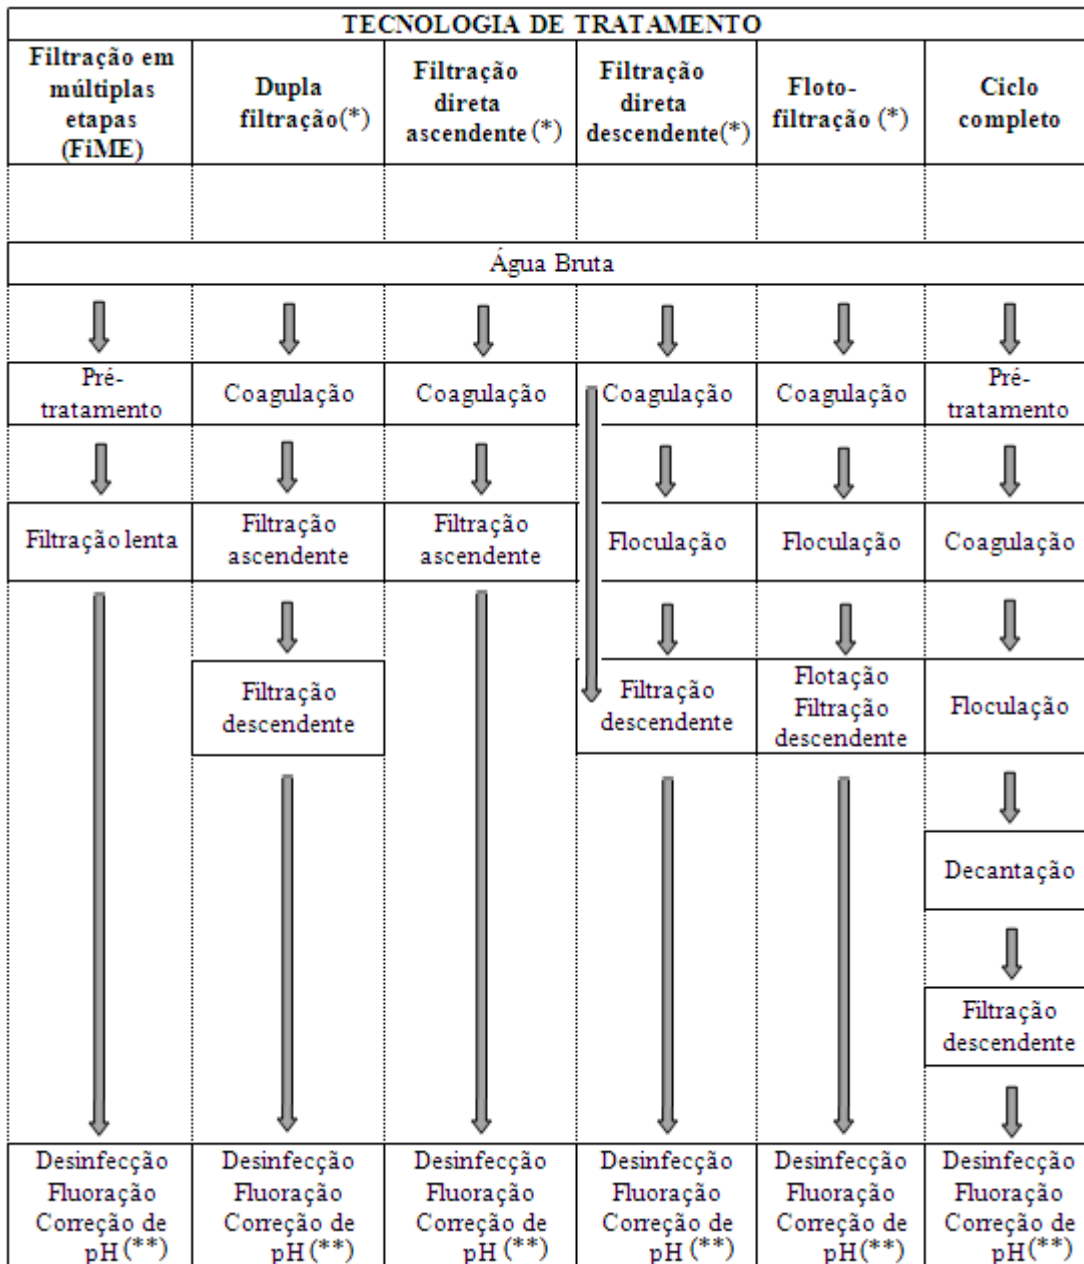 TECNOLOGIA DE TRATAMENTO
Filtração em
múltiplas
etapas
(FiME)
Dupla
filtração(*)
Filtração
direta
ascendente (*)
Filtração
direta
descendente(*)
Floto-
filtração (*)
Ciclo
completo
Água Bruta
Pré-
tratamento
Coagulação
Coagulação
Coagulação
Coagulação
Pré-
tratamento
Filtração lenta
Filtração
ascendente
Filtração
ascendente
Floculação
Floculação
Coagulação
Filtração
descendente
Filtração
descendente
Flotação
Filtração
descendente
Floculação
Decantação
Filtração
descendente
Desinfecção
Fluoração
Correção de
pH (**)
Desinfecção
Fluoração
Correção de
pH (**)
Desinfecção
Fluoração
Correção de
pH (**)
Desinfecção
Fluoração
Correção de
pH (**)
Desinfecção
Fluoração
Correção de
pH(**)
Desinfecção
Fluoração
Correção de
pH (**)